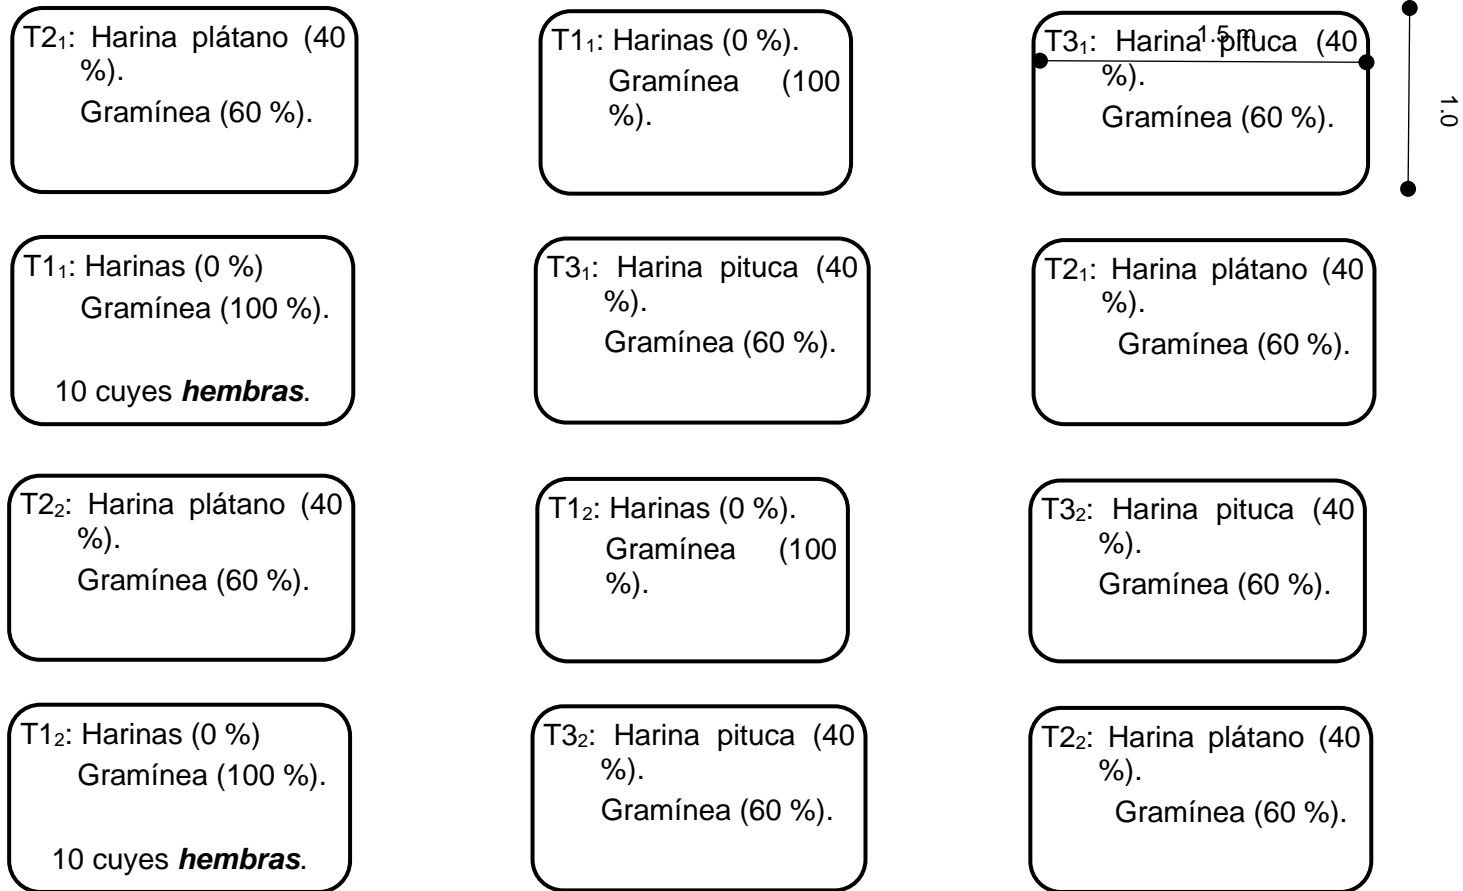 T2₁: Harina plátano (40
%).
Gramínea (60 %).
T1₁: Harinas (0 %).
Gramínea (100
%).
T3₁: Harina pituca (40
%).
Gramínea (60 %).
1.5 m
1.0
T1₁: Harinas (0 %)
Gramínea (100 %).
10 cuyes hembras.
T3₁: Harina pituca (40
%).
Gramínea (60 %).
T2₁: Harina plátano (40
%).
Gramínea (60 %).
T2₂: Harina plátano (40
%).
Gramínea (60 %).
T1₂: Harinas (0 %).
Gramínea (100
%).
T3₂: Harina pituca (40
%).
Gramínea (60 %).
T1₂: Harinas (0 %)
Gramínea (100 %).
10 cuyes hembras.
T3₂: Harina pituca (40
%).
Gramínea (60 %).
T2₂: Harina plátano (40
%).
Gramínea (60 %).